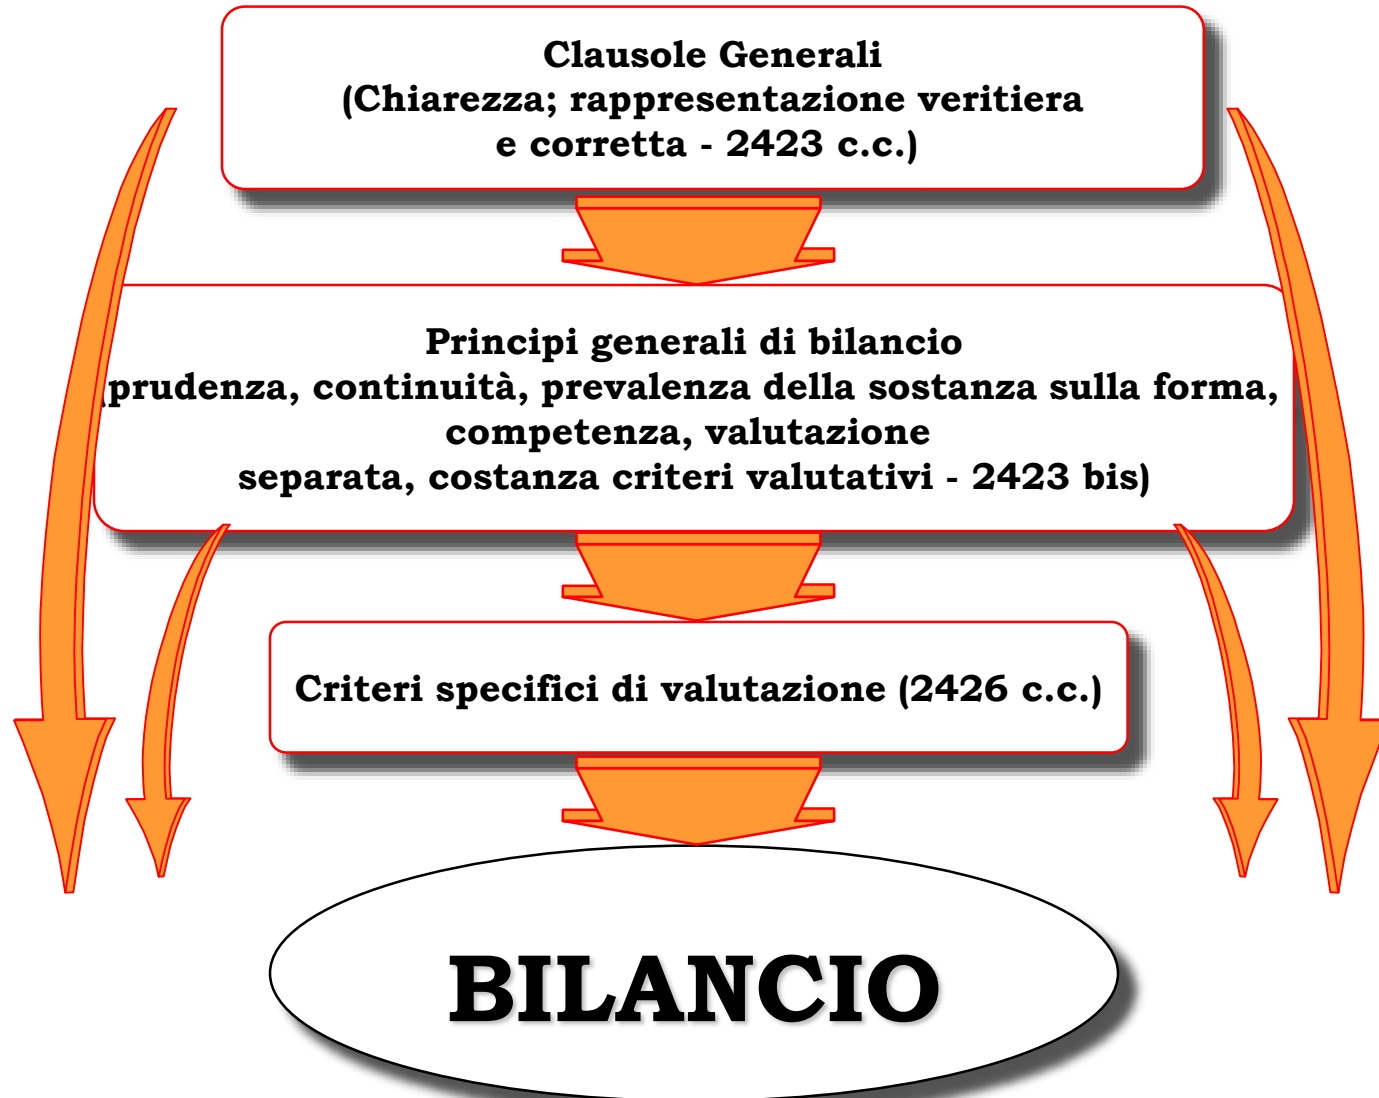 Clausole Generali
(Chiarezza; rappresentazione veritiera
e corretta - 2423 c.c.)
Principi generali di bilancio
(prudenza, continuità, prevalenza della sostanza sulla forma,
competenza, valutazione
separata, costanza criteri valutativi - 2423 bis)
Criteri specifici di valutazione (2426 c.c.)
BILANCIO